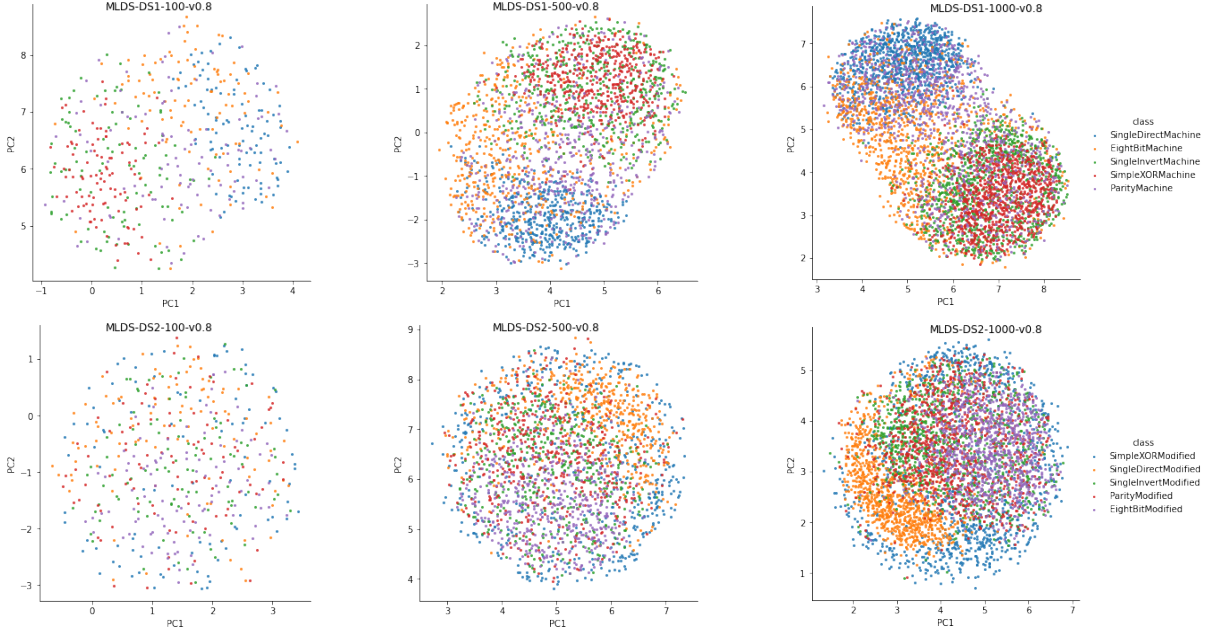 MLDS-DS1-100-v0.8
8
7
6
5
PC2
−1
0
1
2
3
4
PC1
MLDS-DS1-500-v0.8
2
1
0
−1
−2
−3
PC2
2
3
4
5
6
PC1
MLDS-DS1-1000-v0.8
7
6
5
4
3
2
PC2
3
4
5
6
7
8
PC1
class
SingleDirectMachine
EightBitMachine
SingleInvertMachine
SimpleXORMachine
ParityMachine
MLDS-DS2-100-v0.8
1
0
−1
−2
−3
PC2
0
1
2
3
PC1
MLDS-DS2-500-v0.8
9
8
7
6
5
4
PC2
3
4
5
6
7
PC1
MLDS-DS2-1000-v0.8
5
4
3
2
1
PC2
2
3
4
5
6
7
PC1
class
SimpleXORModified
SingleDirectModified
SingleInvertModified
ParityModified
EightBitModified